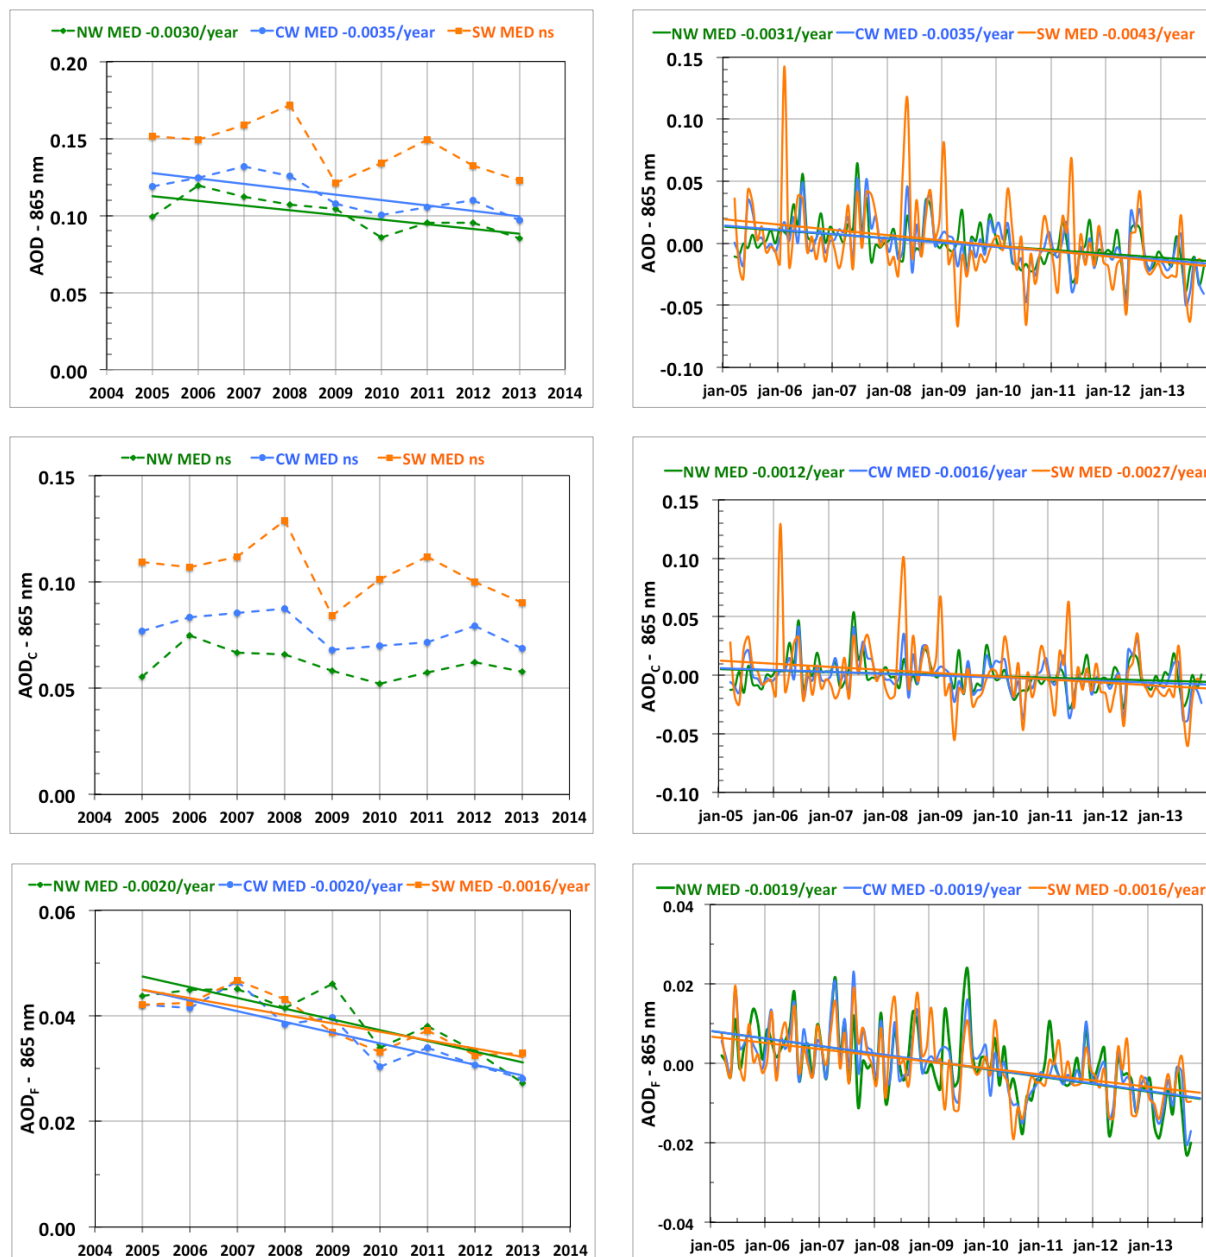 NW MED -0.0030/year CW MED -0.0035/year SW MED ns
AOD - 865 nm
0.20
0.15
0.10
0.05
0.00
2004 2005 2006 2007 2008 2009 2010 2011 2012 2013 2014
NW MED -0.0031/year CW MED -0.0035/year SW MED -0.0043/year
AOD - 865 nm
0.15
0.10
0.05
0.00
-0.05
-0.10
jan-05 jan-06 jan-07 jan-08 jan-09 jan-10 jan-11 jan-12 jan-13
NW MED ns CW MED ns SW MED ns
AODC - 865 nm
0.15
0.10
0.05
0.00
2004 2005 2006 2007 2008 2009 2010 2011 2012 2013 2014
NW MED -0.0012/year CW MED -0.0016/year SW MED -0.0027/year
AODC - 865 nm
0.15
0.10
0.05
0.00
-0.05
-0.10
jan-05 jan-06 jan-07 jan-08 jan-09 jan-10 jan-11 jan-12 jan-13
NW MED -0.0020/year CW MED -0.0020/year SW MED -0.0016/year
AODF - 865 nm
0.06
0.04
0.02
0.00
2004 2005 2006 2007 2008 2009 2010 2011 2012 2013 2014
NW MED -0.0019/year CW MED -0.0019/year SW MED -0.0016/year
AODF - 865 nm
0.04
0.02
0.00
-0.02
-0.04
jan-05 jan-06 jan-07 jan-08 jan-09 jan-10 jan-11 jan-12 jan-13